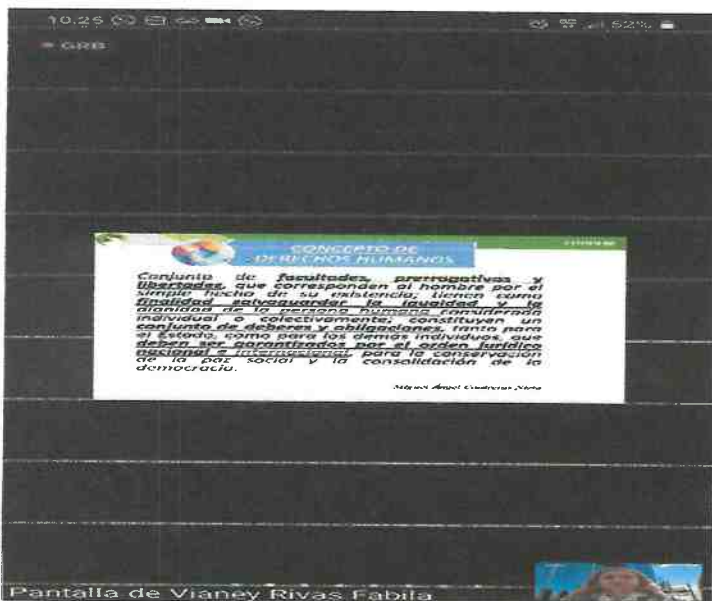 10:25 52%
GRB
CONCEPTO DE
DERECHOS HUMANOS
Conjunto de facultades, prerrogativas y
libertades, que corresponden al hombre por el
simple hecho de su existencia; tienen como
finalidad salvaguardar la igualdad y la
dignidad de la persona humana considerada
individual o colectivamente; constituyen un
conjunto de deberes y obligaciones, tanto para
el Estado, como para los demás individuos, que
deben ser garantizados por el orden jurídico
nacional e internacional, para la conservación
de la paz social y la consolidación de la
democracia.
Miguel Ángel Contreras Nieto
Pantalla de Vianey Rivas Fabila